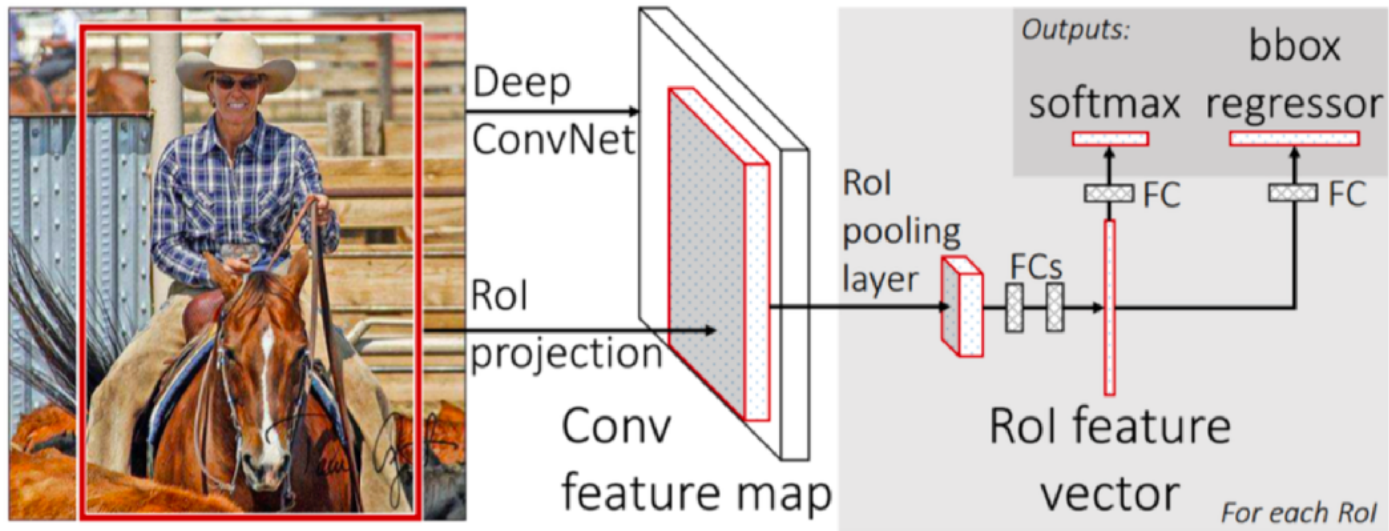 Deep
ConvNet
RoI
projection
Conv
feature map
RoI
pooling
layer
FCs
Outputs:
softmax
bbox
regressor
FC
FC
RoI feature
vector
For each RoI